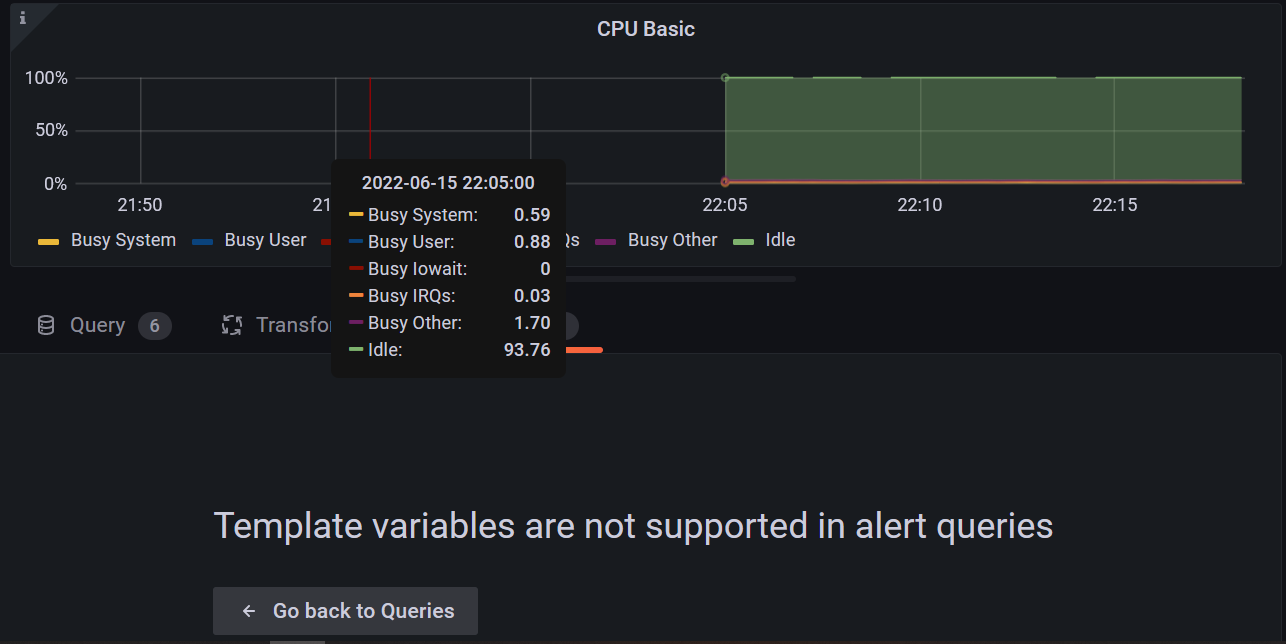 CPU Basic
100%
50%
0%
21:50
22:05
22:10
22:15
Busy System
Busy User
Busy Other
Idle
2022-06-15 22:05:00
Busy System: 0.59
Busy User: 0.88
Busy Iowait: 0
Busy IRQs: 0.03
Busy Other: 1.70
Idle: 93.76
Query 6
Template variables are not supported in alert queries
← Go back to Queries